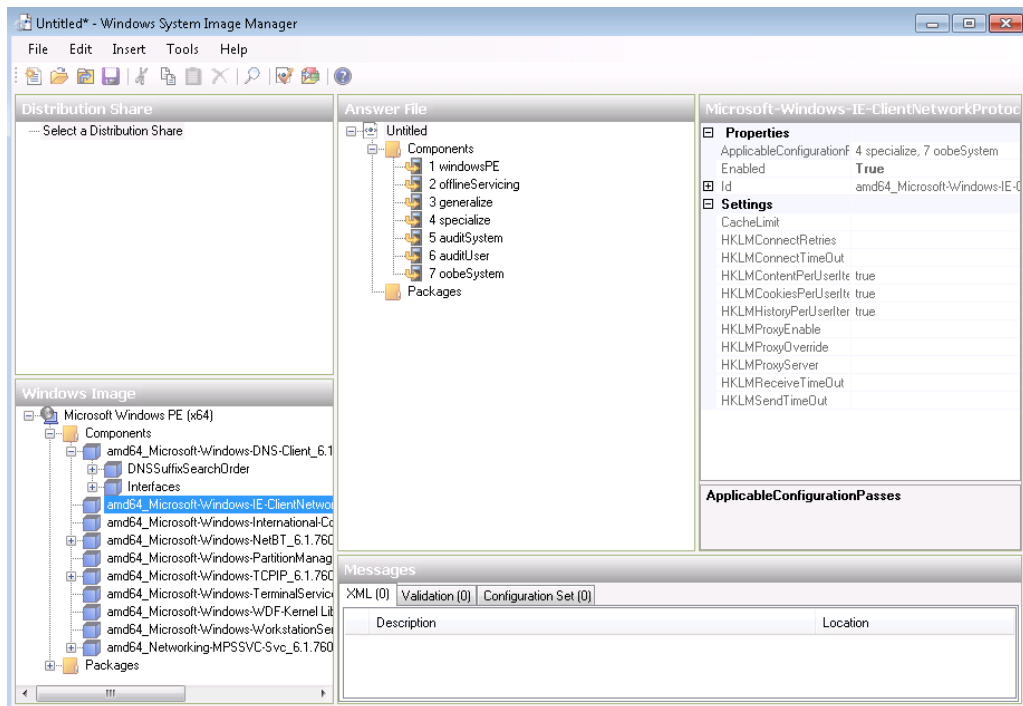 Untitled* - Windows System Image Manager
File Edit Insert Tools Help
Distribution Share
Select a Distribution Share
Windows Image
Microsoft Windows PE (x64)
Components
amd64_Microsoft-Windows-DNS-Client_6.1
DNSSuffixSearchOrder
Interfaces
amd64_Microsoft-Windows-IE-ClientNetwor
amd64_Microsoft-Windows-International-Co
amd64_Microsoft-Windows-NetBT_6.1.760
amd64_Microsoft-Windows-PartitionManag
amd64_Microsoft-Windows-TCPIP_6.1.760
amd64_Microsoft-Windows-TerminalService
amd64_Microsoft-Windows-WDF-Kernel Lib
amd64_Microsoft-Windows-WorkstationSer
amd64_Networking-MPSSVC-Svc_6.1.760
Packages
Answer File
Untitled
Components
1 windowsPE
2 offlineServicing
3 generalize
4 specialize
5 auditSystem
6 auditUser
7 oobeSystem
Packages
Microsoft-Windows-IE-ClientNetworkProtoc
Properties
ApplicableConfigurationF 4 specialize, 7 oobeSystem
Enabled True
Id amd64_Microsoft-Windows-IE-C
Settings
CacheLimit
HKLMConnectRetries
HKLMConnectTimeOut
HKLMContentPerUserIte true
HKLMCookiesPerUserIte true
HKLMHistoryPerUserIter true
HKLMProxyEnable
HKLMProxyOverride
HKLMProxyServer
HKLMReceiveTimeOut
HKLMSendTimeOut
ApplicableConfigurationPasses
Messages
XML (0) Validation (0) Configuration Set (0)
Description Location